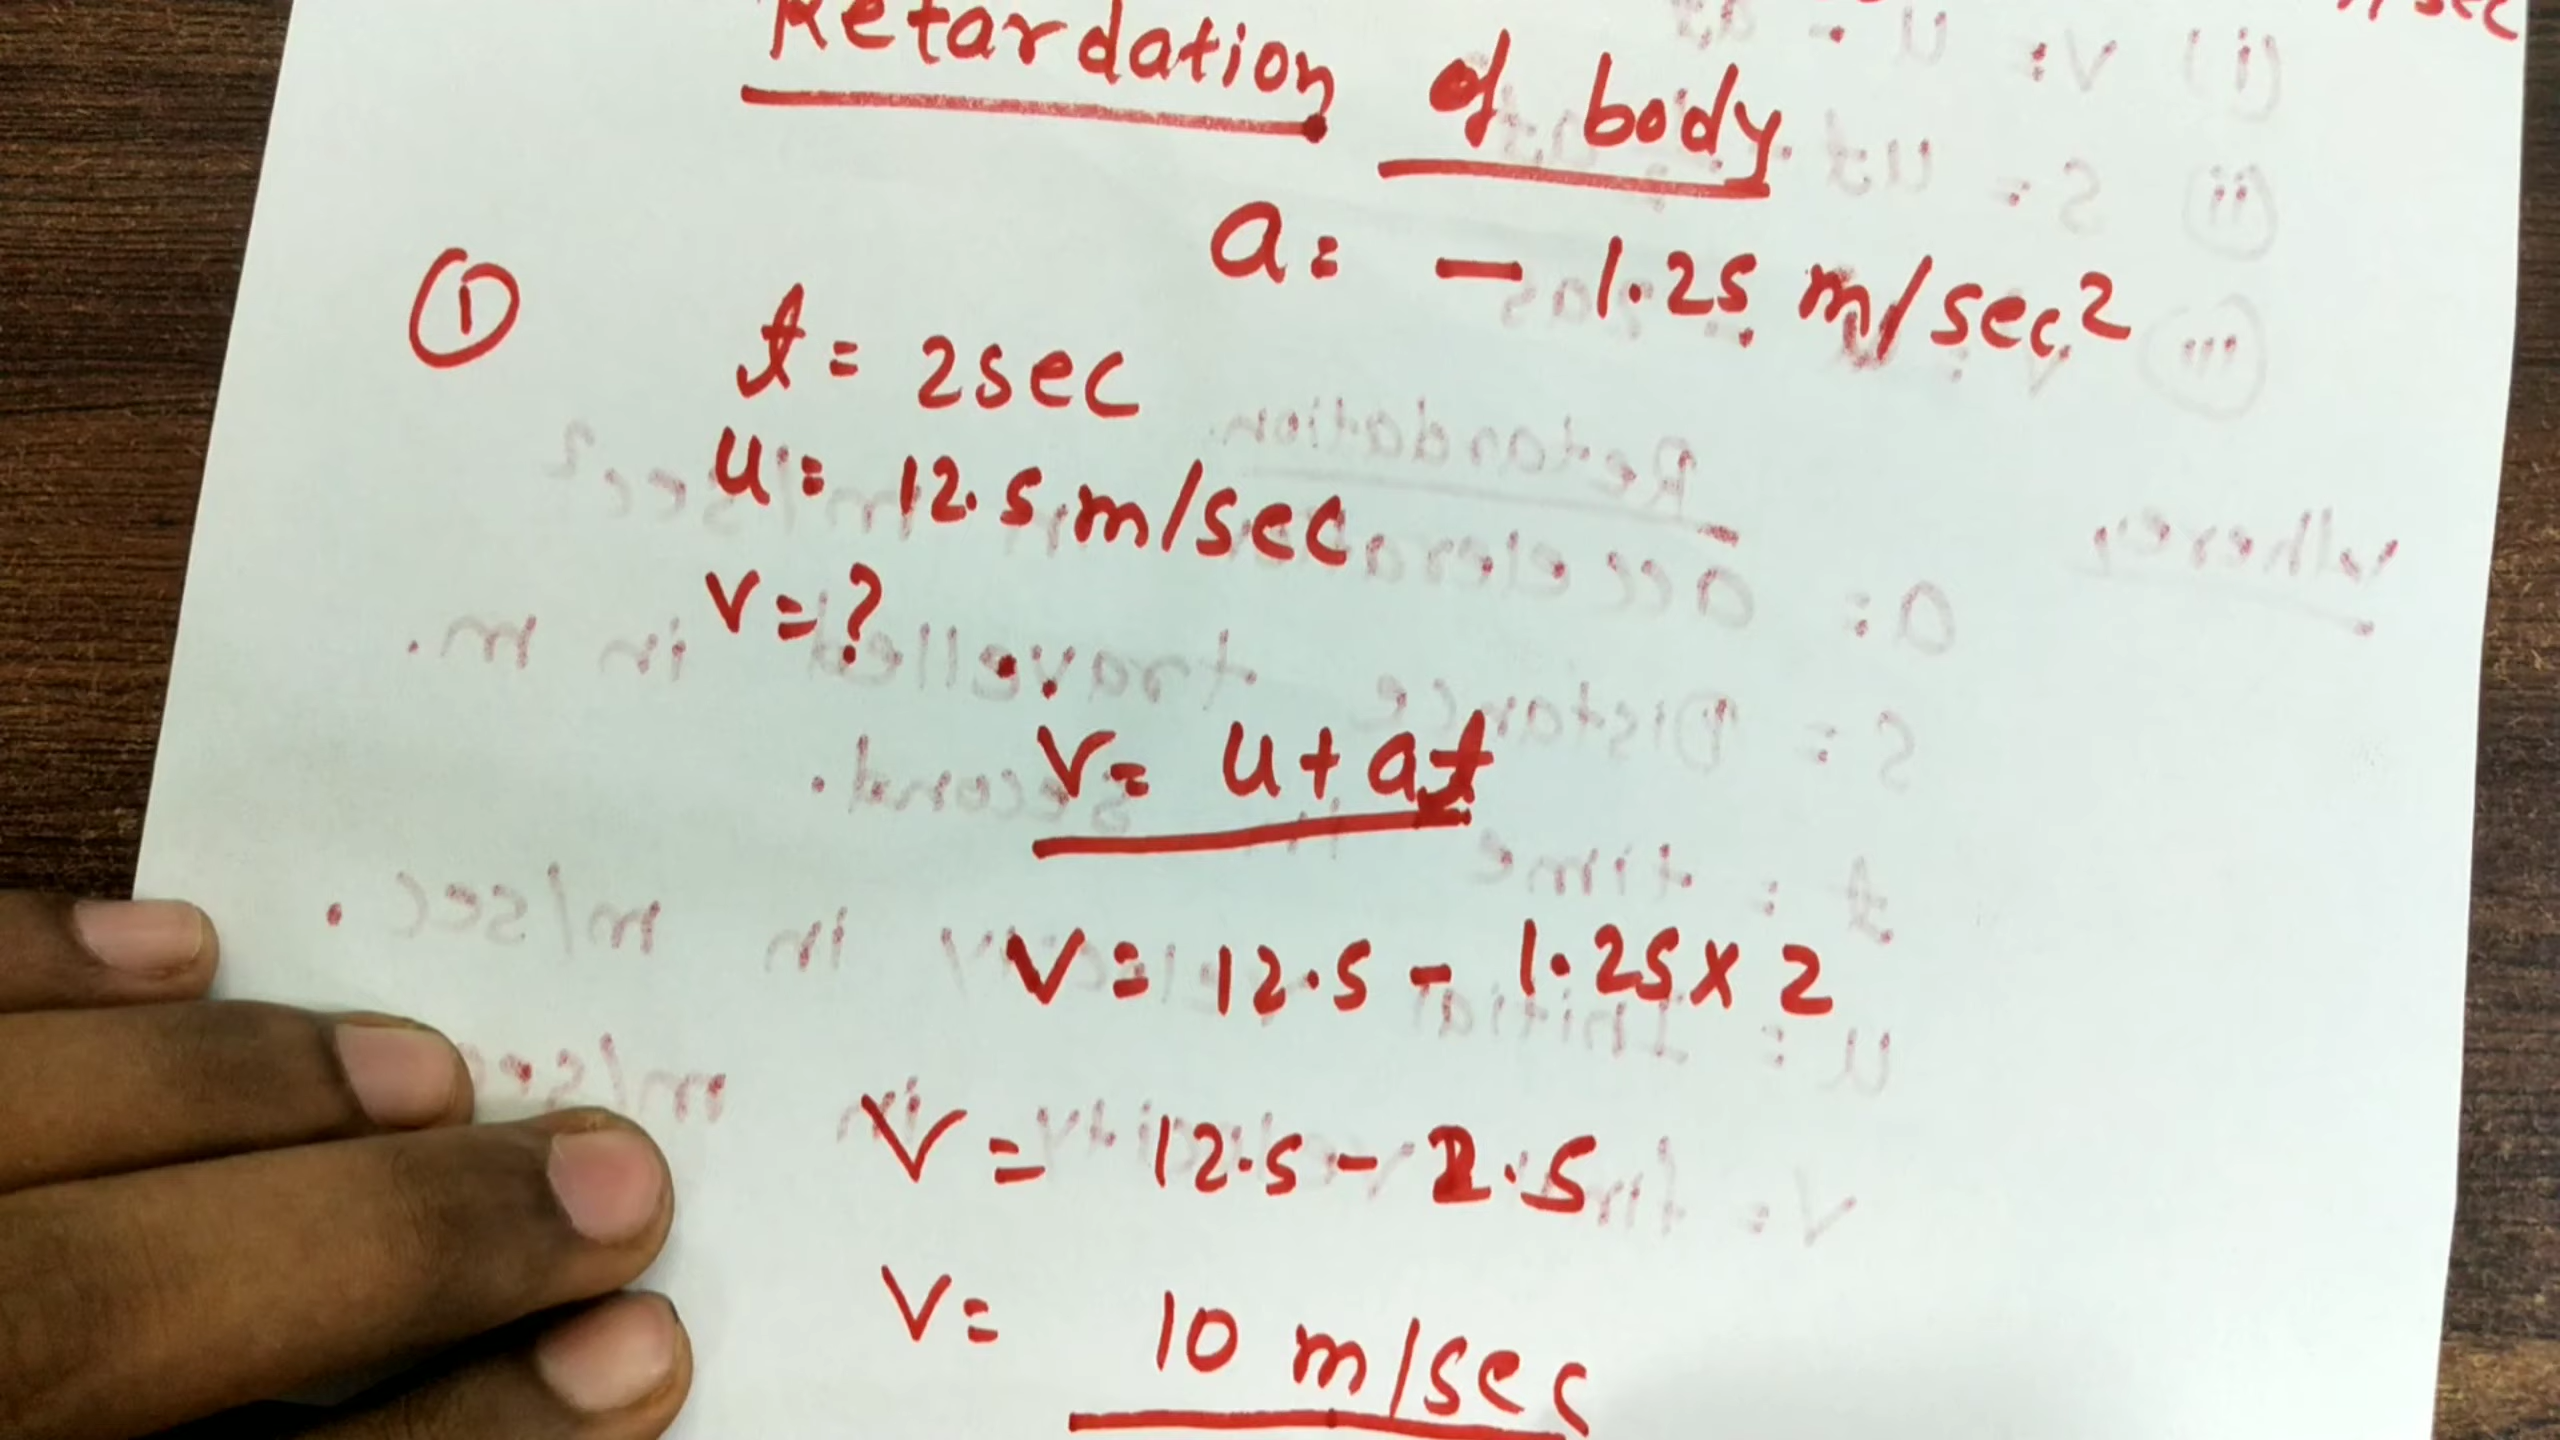 /sec
Retardation of body
a = - 1.25 m/sec²
① t = 2sec
u = 12.5 m/sec.
v = ?
v = u + at
v = 12.5 - 1.25 x 2
v = 12.5 - 2.5
v = 10 m/sec